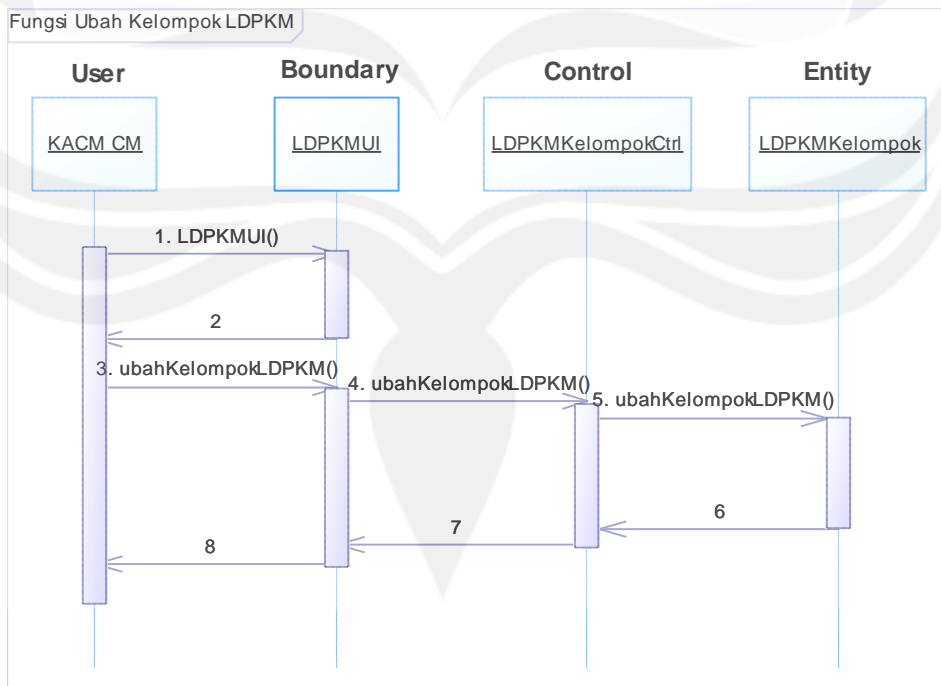 Fungsi Ubah Kelompok LDPKM
User
Boundary
Control
Entity
KACM CM
LDPKMUI
LDPKMKelompokCtrl
LDPKMKelompok
1. LDPKMUI()
2
3. ubahKelompokLDPKM()
4. ubahKelompokLDPKM()
5. ubahKelompokLDPKM()
6
7
8